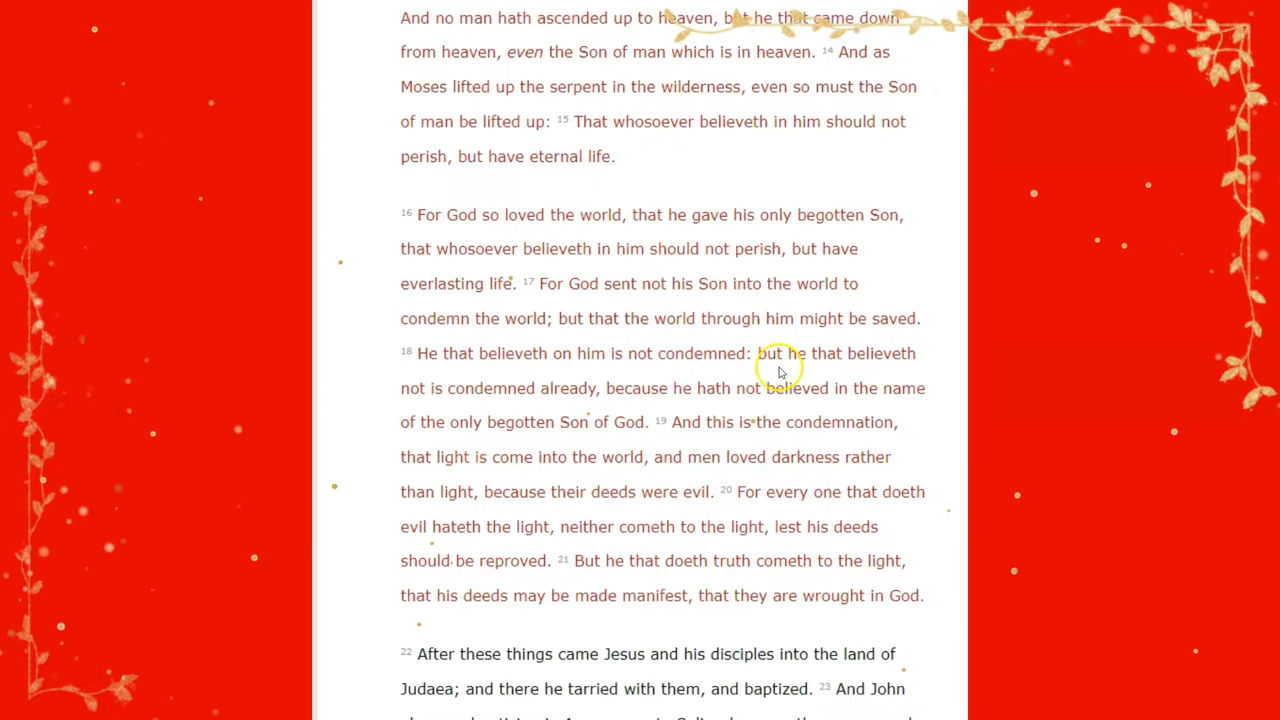 And no man hath ascended up to heaven, but he that came down
from heaven, even the Son of man which is in heaven. 14 And as
Moses lifted up the serpent in the wilderness, even so must the Son
of man be lifted up: 15 That whosoever believeth in him should not
perish, but have eternal life.
16 For God so loved the world, that he gave his only begotten Son,
that whosoever believeth in him should not perish, but have
everlasting life. 17 For God sent not his Son into the world to
condemn the world; but that the world through him might be saved.
18 He that believeth on him is not condemned: but he that believeth
not is condemned already, because he hath not believed in the name
of the only begotten Son of God. 19 And this is the condemnation,
that light is come into the world, and men loved darkness rather
than light, because their deeds were evil. 20 For every one that doeth
evil hateth the light, neither cometh to the light, lest his deeds
should be reproved. 21 But he that doeth truth cometh to the light,
that his deeds may be made manifest, that they are wrought in God.
22 After these things came Jesus and his disciples into the land of
Judaea; and there he tarried with them, and baptized. 23 And John